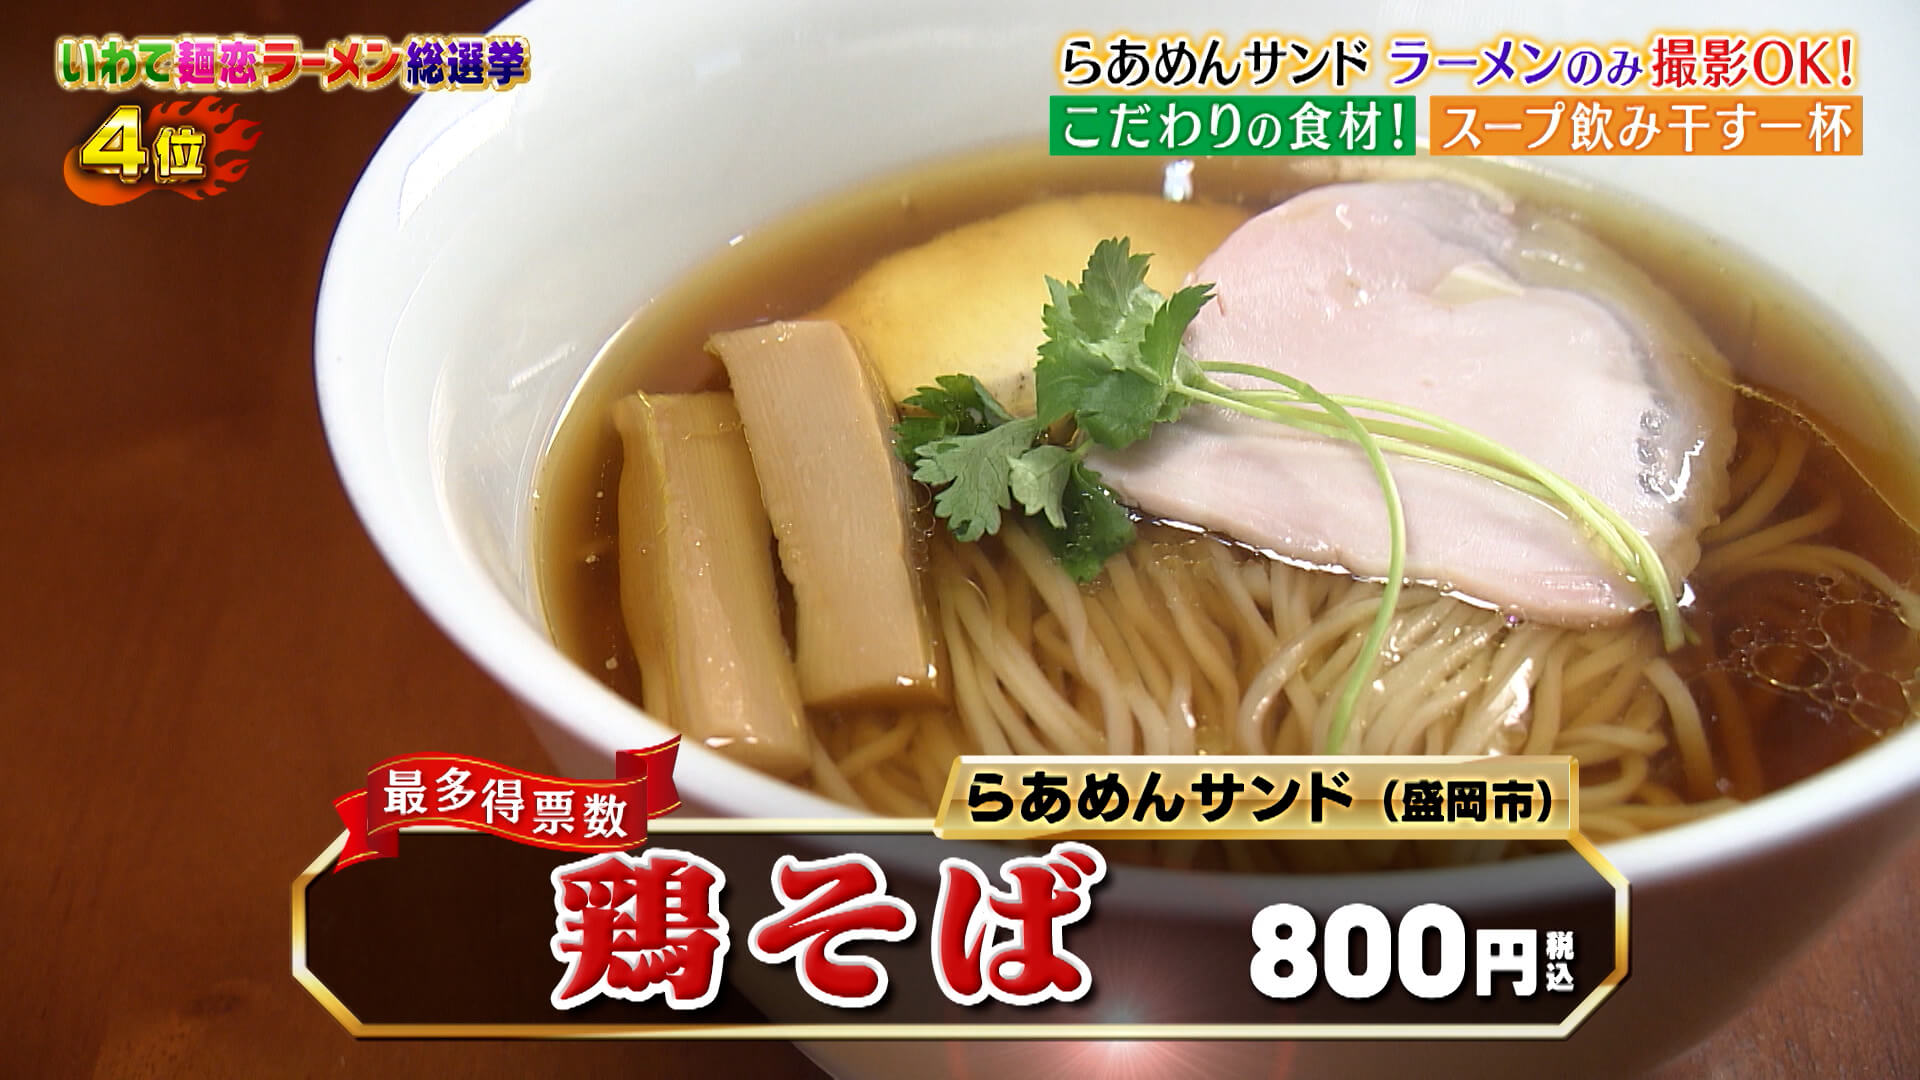 いわて麺恋ラーメン総選挙
4位
らあめんサンド ラーメンのみ撮影OK!
こだわりの食材! スープ飲み干す一杯
最多得票数
らあめんサンド (盛岡市)
鶏そば 800円税込